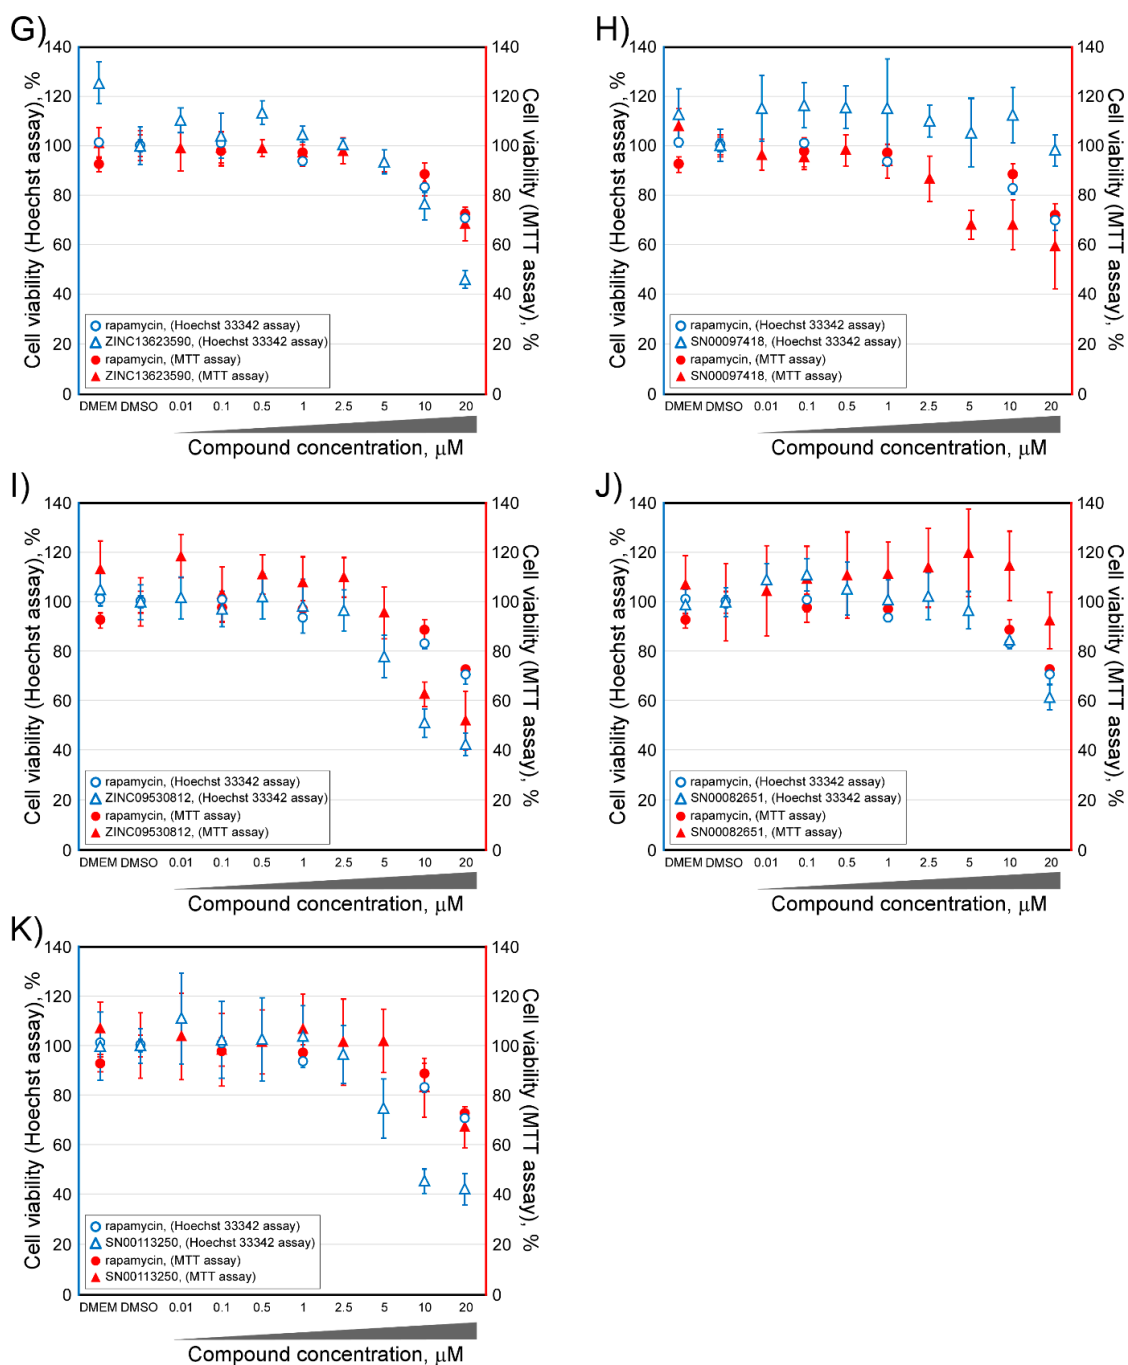 G)
Cell viability (Hoechst assay), %
140
120
100
80
60
40
20
0
140
120
100
80
60
40
20
0
Cell viability (MTT assay), %
rapamycin, (Hoechst 33342 assay)
ZINC13623590, (Hoechst 33342 assay)
rapamycin, (MTT assay)
ZINC13623590, (MTT assay)
DMEM DMSO 0.01 0.1 0.5 1 2.5 5 10 20
Compound concentration, μM
H)
Cell viability (Hoechst assay), %
140
120
100
80
60
40
20
0
140
120
100
80
60
40
20
0
Cell viability (MTT assay), %
rapamycin, (Hoechst 33342 assay)
SN00097418, (Hoechst 33342 assay)
rapamycin, (MTT assay)
SN00097418, (MTT assay)
DMEM DMSO 0.01 0.1 0.5 1 2.5 5 10 20
Compound concentration, μM
I)
Cell viability (Hoechst assay), %
140
120
100
80
60
40
20
0
140
120
100
80
60
40
20
0
Cell viability (MTT assay), %
rapamycin, (Hoechst 33342 assay)
ZINC09530812, (Hoechst 33342 assay)
rapamycin, (MTT assay)
ZINC09530812, (MTT assay)
DMEM DMSO 0.01 0.1 0.5 1 2.5 5 10 20
Compound concentration, μM
J)
Cell viability (Hoechst assay), %
140
120
100
80
60
40
20
0
140
120
100
80
60
40
20
0
Cell viability (MTT assay), %
rapamycin, (Hoechst 33342 assay)
SN00082651, (Hoechst 33342 assay)
rapamycin, (MTT assay)
SN00082651, (MTT assay)
DMEM DMSO 0.01 0.1 0.5 1 2.5 5 10 20
Compound concentration, μM
K)
Cell viability (Hoechst assay), %
140
120
100
80
60
40
20
0
140
120
100
80
60
40
20
0
Cell viability (MTT assay), %
rapamycin, (Hoechst 33342 assay)
SN00113250, (Hoechst 33342 assay)
rapamycin, (MTT assay)
SN00113250, (MTT assay)
DMEM DMSO 0.01 0.1 0.5 1 2.5 5 10 20
Compound concentration, μM